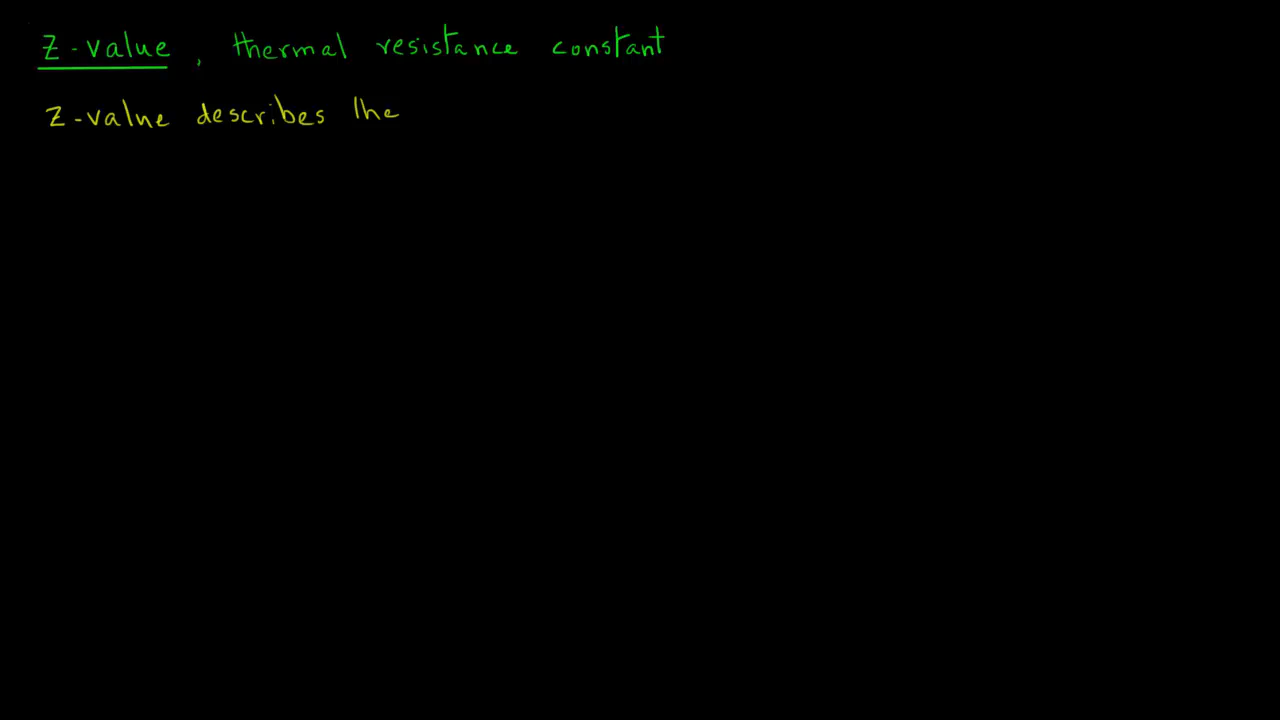 Z-value, thermal resistance constant
Z-value describes the